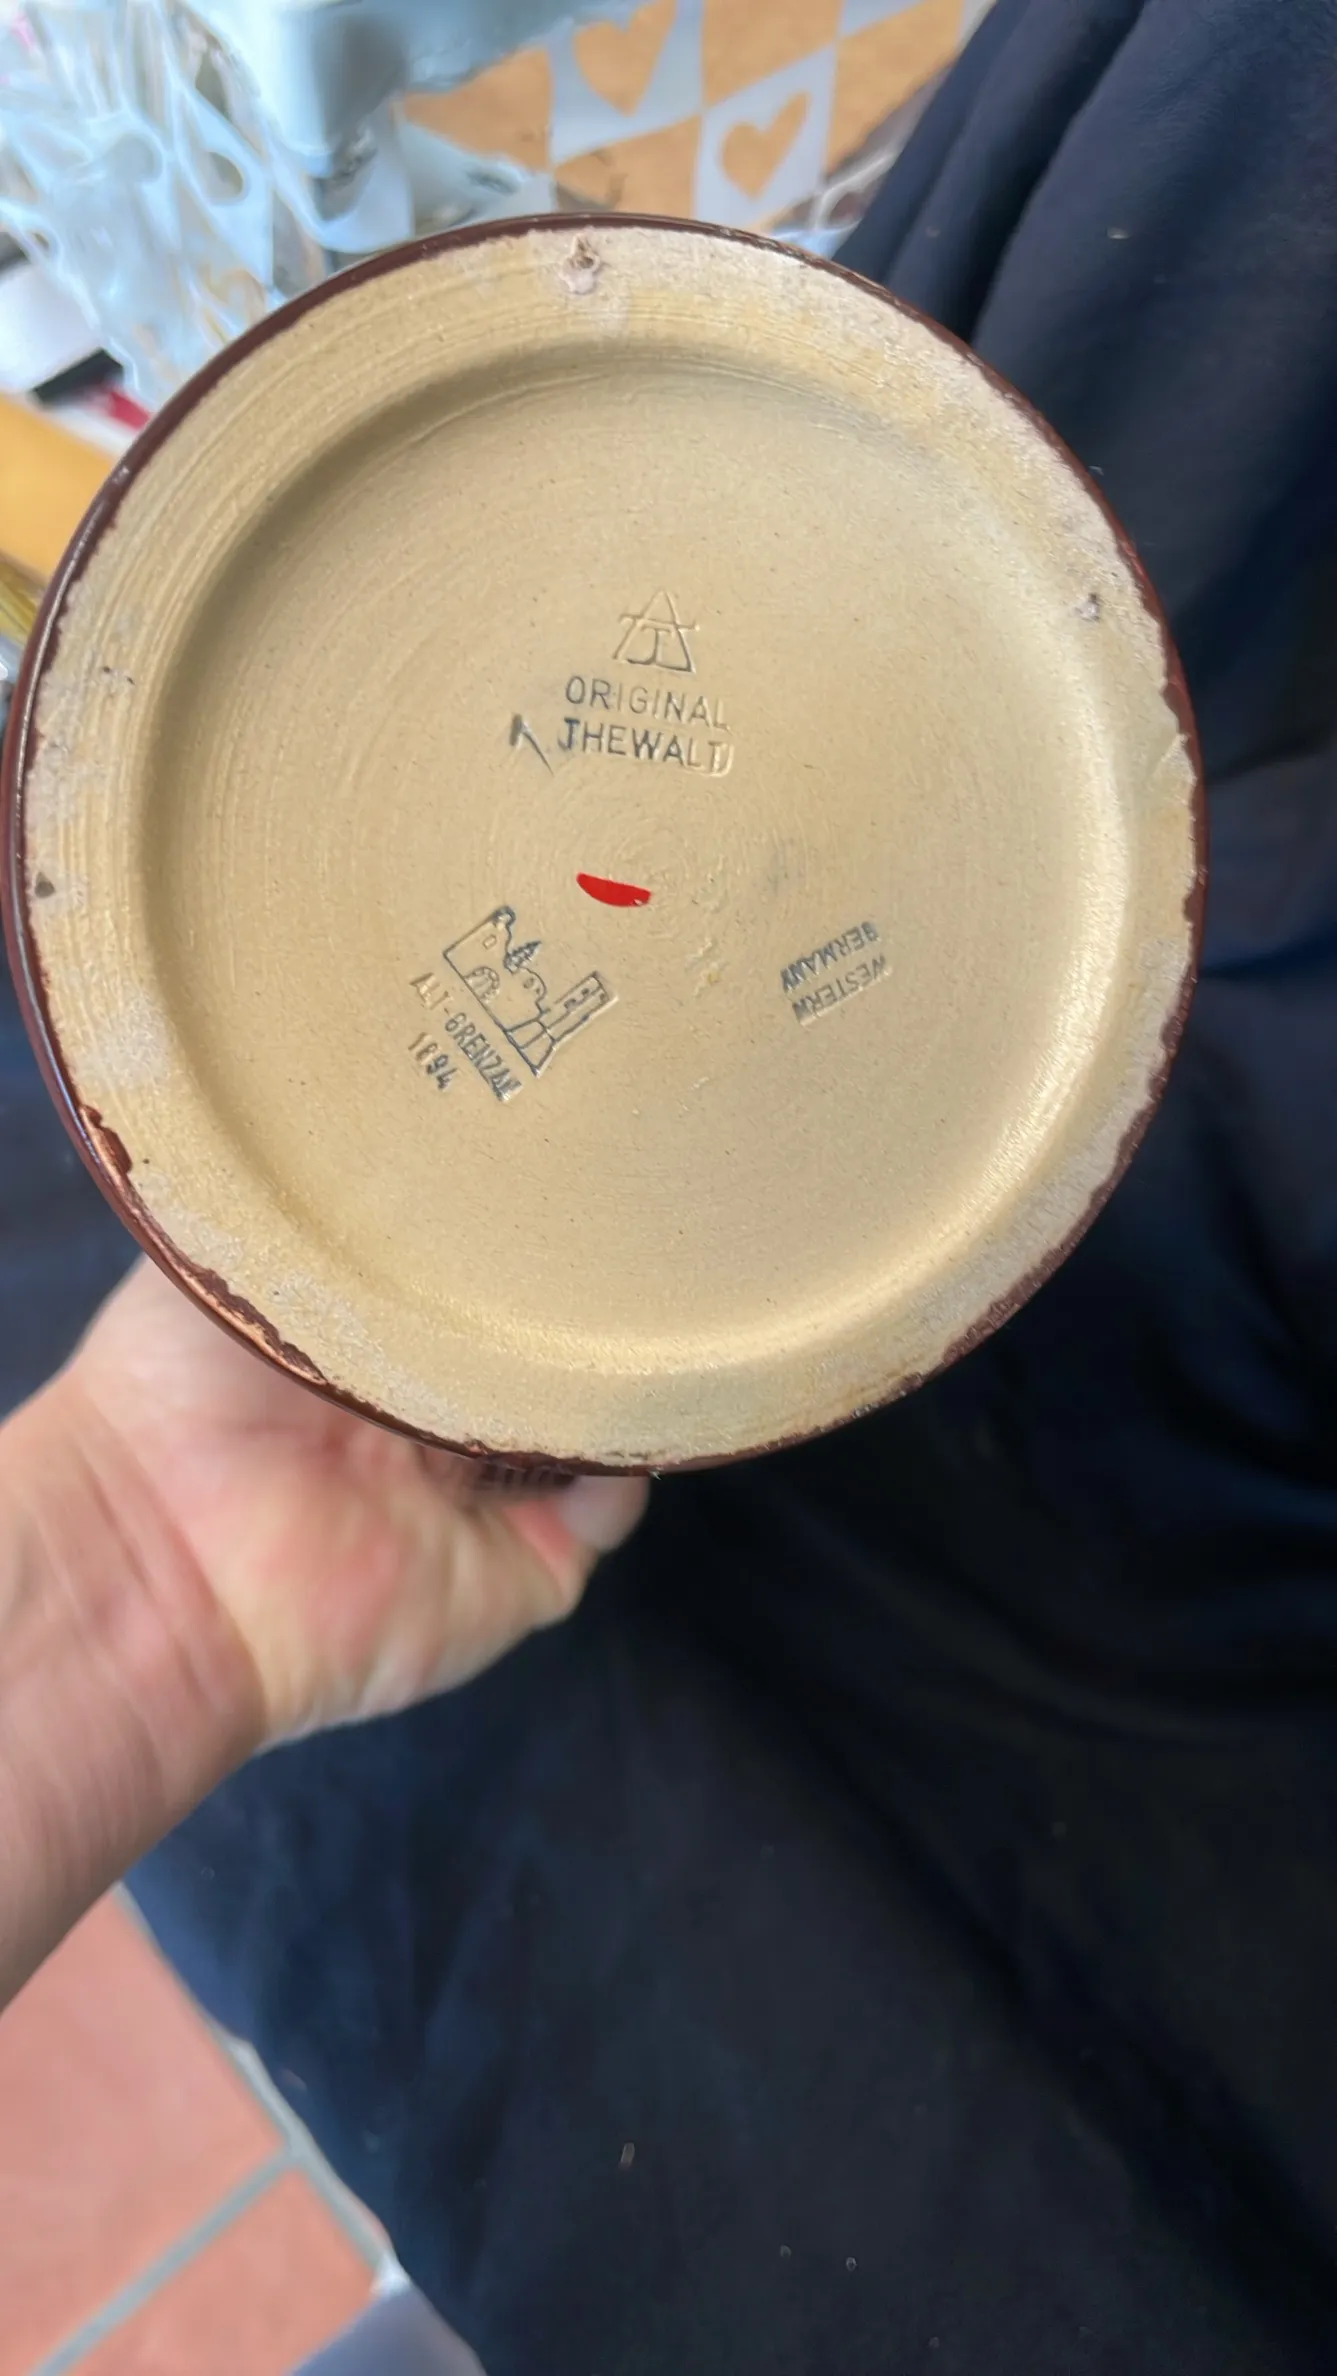 ORIGINAL
JHEWALT
ALT-GRENZAU
1894
WESTERN
GERMANY